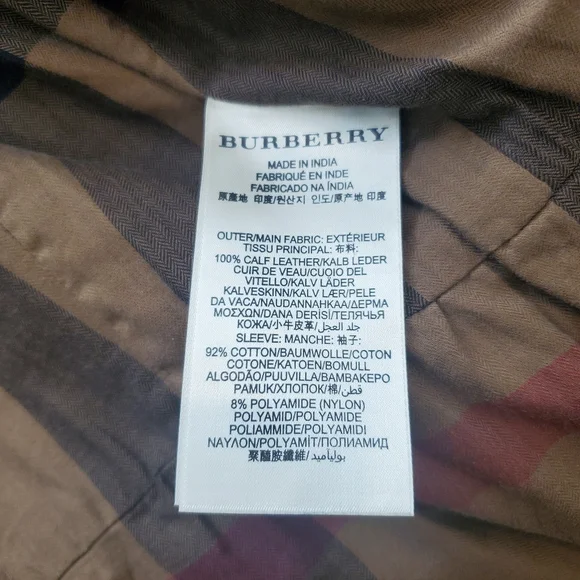 BURBERRY
MADE IN INDIA
FABRIQUÉ EN INDE
FABRICADO NA ÍNDIA
原產地 印度/원산지 인도/原産地 印度
OUTER/MAIN FABRIC: EXTÉRIEUR
TISSU PRINCIPAL: 布料:
100% CALF LEATHER/KALB LEDER
CUIR DE VEAU/CUOIO DEL
VITELLO/KALV LÄDER
KALVESKINN/KALV LÆR/PELE
DA VACA/NAUDANNAHKA/ΔΕΡΜΑ
ΜΟΣΧΩΝ/DANA DERİSİ/ТЕЛЯЧЬЯ
КОЖА/小牛皮革/جلد العجل
SLEEVE: MANCHE: 袖子:
92% COTTON/BAUMWOLLE/COTON
COTONE/KATOEN/BOMULL
ALGODÃO/PUUVILLA/ΒΑΜΒΑΚΕΡΟ
PAMUK/ХЛОПОК/棉/قطن
8% POLYAMIDE (NYLON)
POLYAMID/POLYAMIDE
POLIAMMIDE/POLYAMIDI
ΝΑΥΛΟΝ/POLYAMİT/ПОЛИАМИД
聚醯胺纖維/بوليأميد